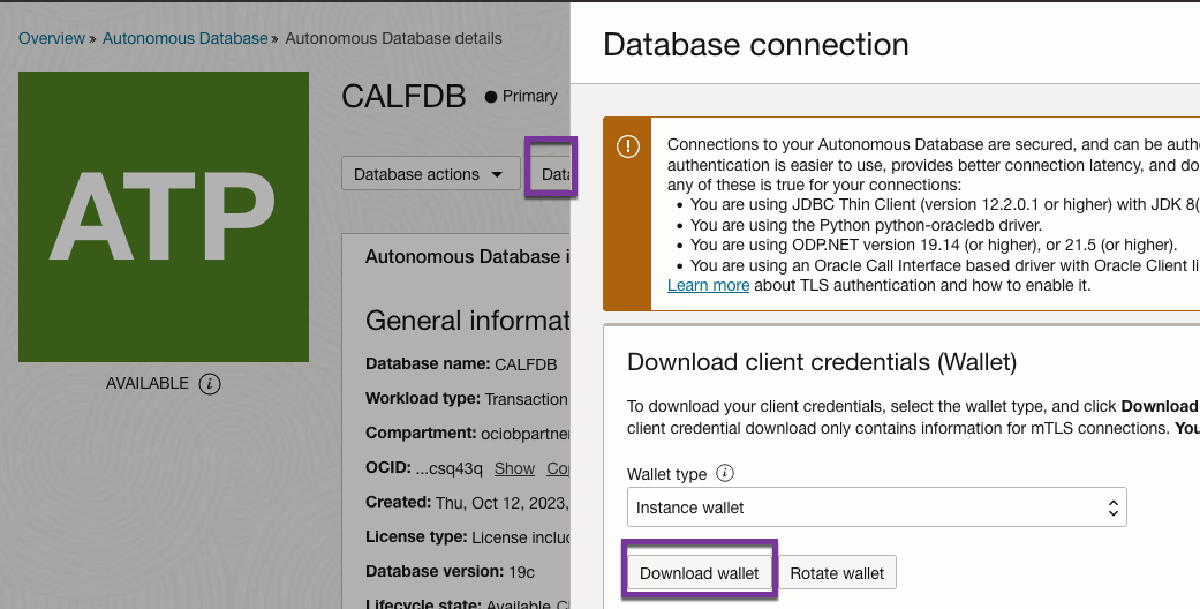 Overview » Autonomous Database » Autonomous Database details
ATP
AVAILABLE
CALFDB Primary
Database actions
Autonomous Database
General
Database name: CALFDB
Workload type: Transaction
Compartment:
OCID: ...csq43q Show
Created: Thu, Oct 12, 2023,
License type: License
Database version: 19c
Lifecycle state: Available
Database connection
Connections to your Autonomous Database are secured, and can be
authentication is easier to use, provides better connection latency, and
any of these is true for your connections:
• You are using JDBC Thin Client (version 12.2.0.1 or higher) with JDK 8(
• You are using the Python python-oracledb driver.
• You are using ODP.NET version 19.14 (or higher), or 21.5 (or higher).
• You are using an Oracle Call Interface based driver with Oracle Client
Learn more about TLS authentication and how to enable it.
Download client credentials (Wallet)
To download your client credentials, select the wallet type, and click Download
client credential download only contains information for mTLS connections. You
Wallet type
Instance wallet
Download wallet
Rotate wallet